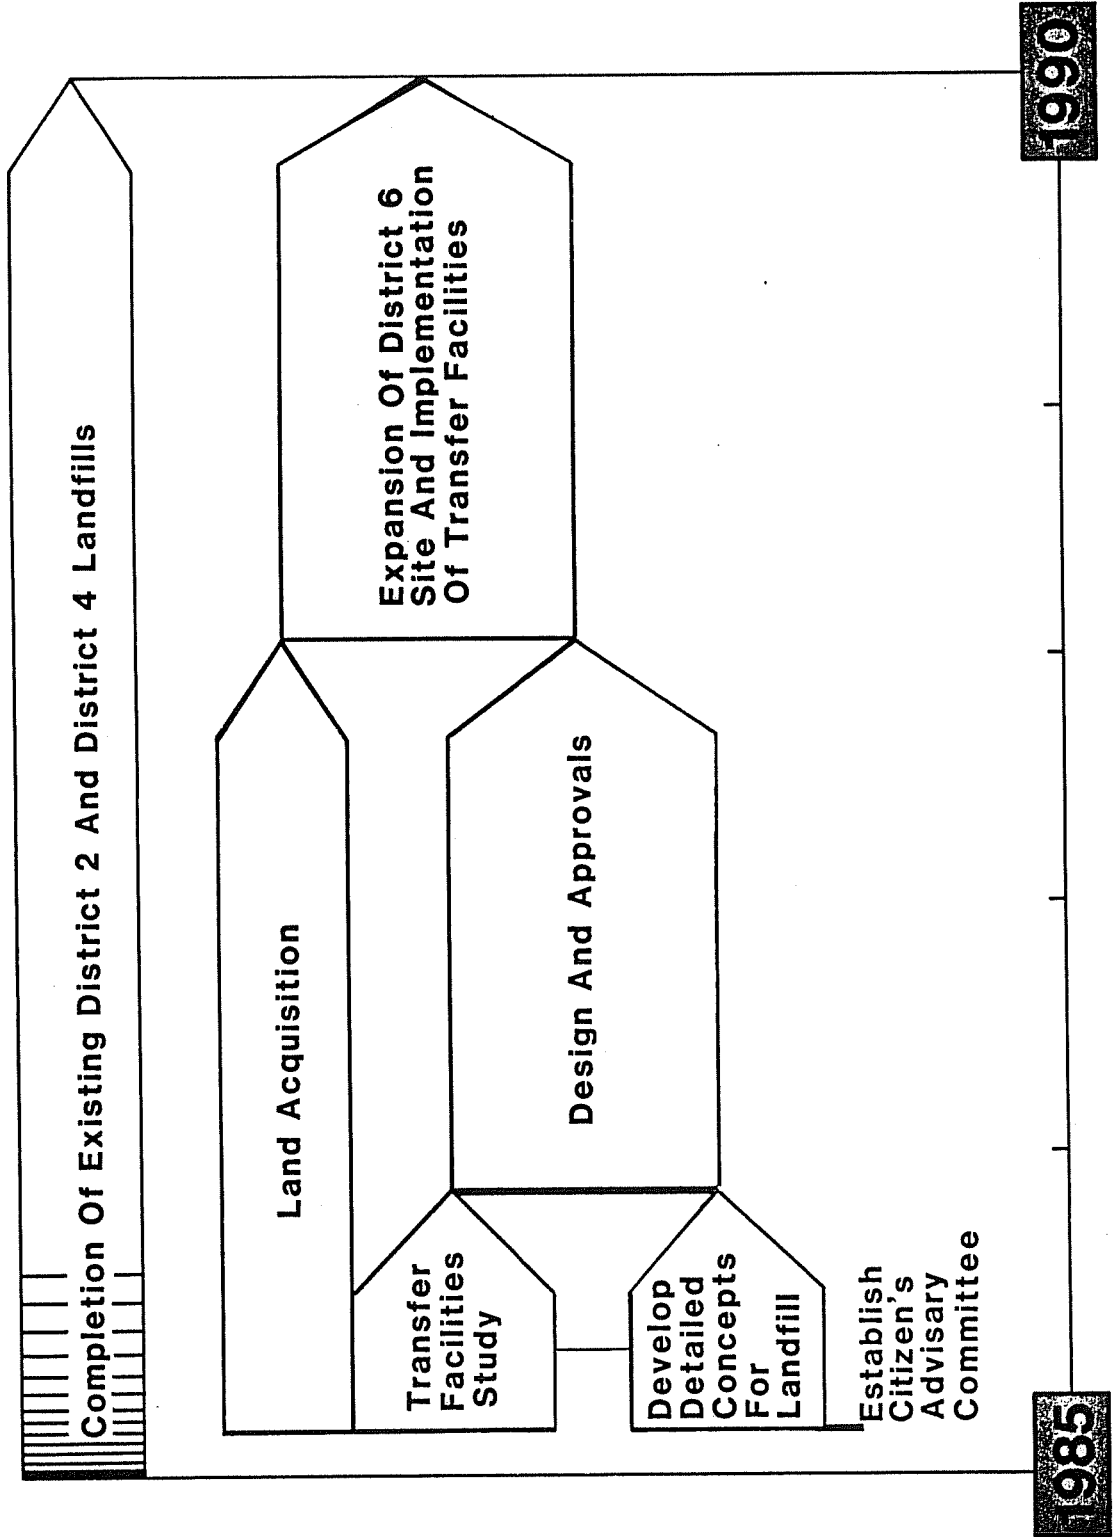 Completion Of Existing District 2 And District 4 Landfills
Land Acquisition
Expansion Of District 6
Site And Implementation
Of Transfer Facilities
Transfer
Facilities
Study
Design And Approvals
Develop
Detailed
Concepts
For
Landfill
Establish
Citizen's
Advisary
Committee
1985
1990